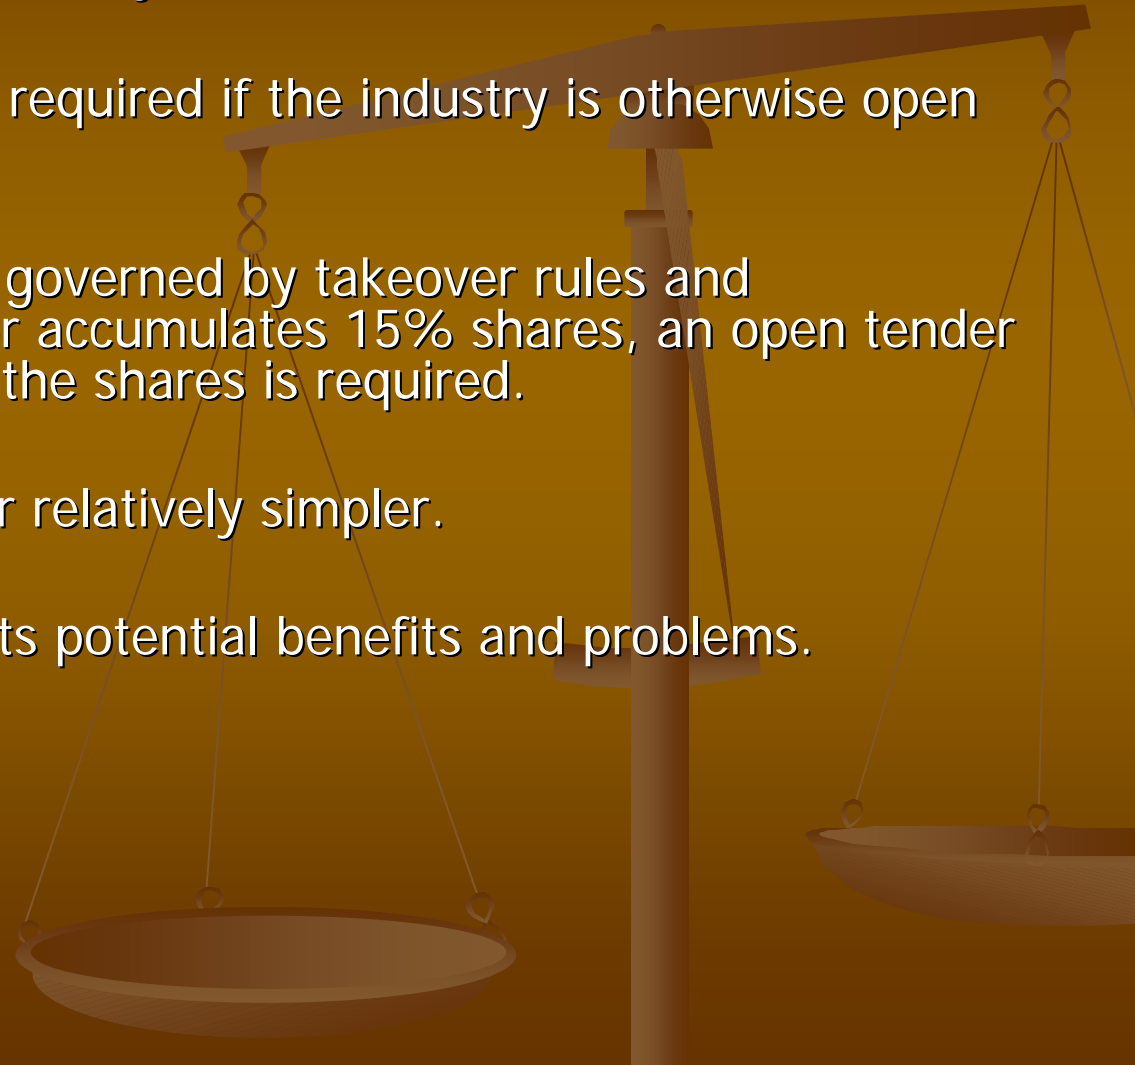 required if the industry is otherwise open
governed by takeover rules and
r accumulates 15% shares, an open tender
the shares is required.
r relatively simpler.
ts potential benefits and problems.